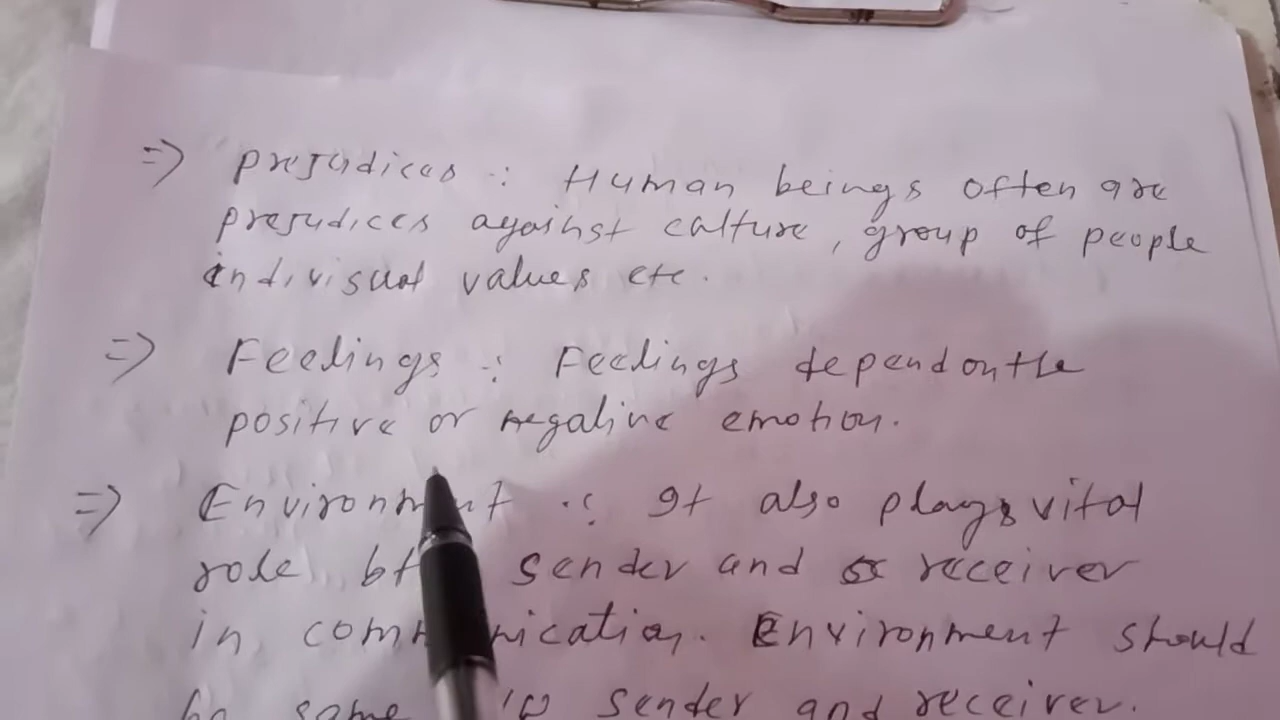 => Prejudices : Human beings often are
prejudices against culture, group of people
indivisual values etc.
=> Feelings : Feelings depend on the
positive or negative emotion.
=> Environment : It also plays vital
role bt sender and receiver
in communication. Environment should
be same sender and receiver.